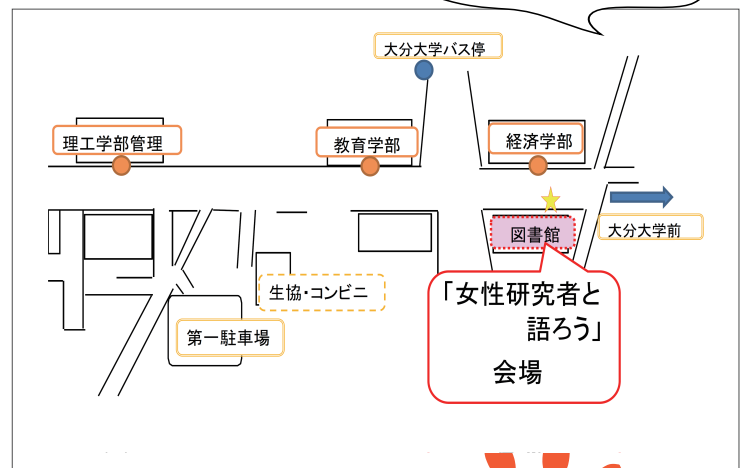 大分大学バス停
理工学部管理
教育学部
経済学部
図書館
大分大学前
生協・コンビニ
第一駐車場
「女性研究者と
語ろう」
会場